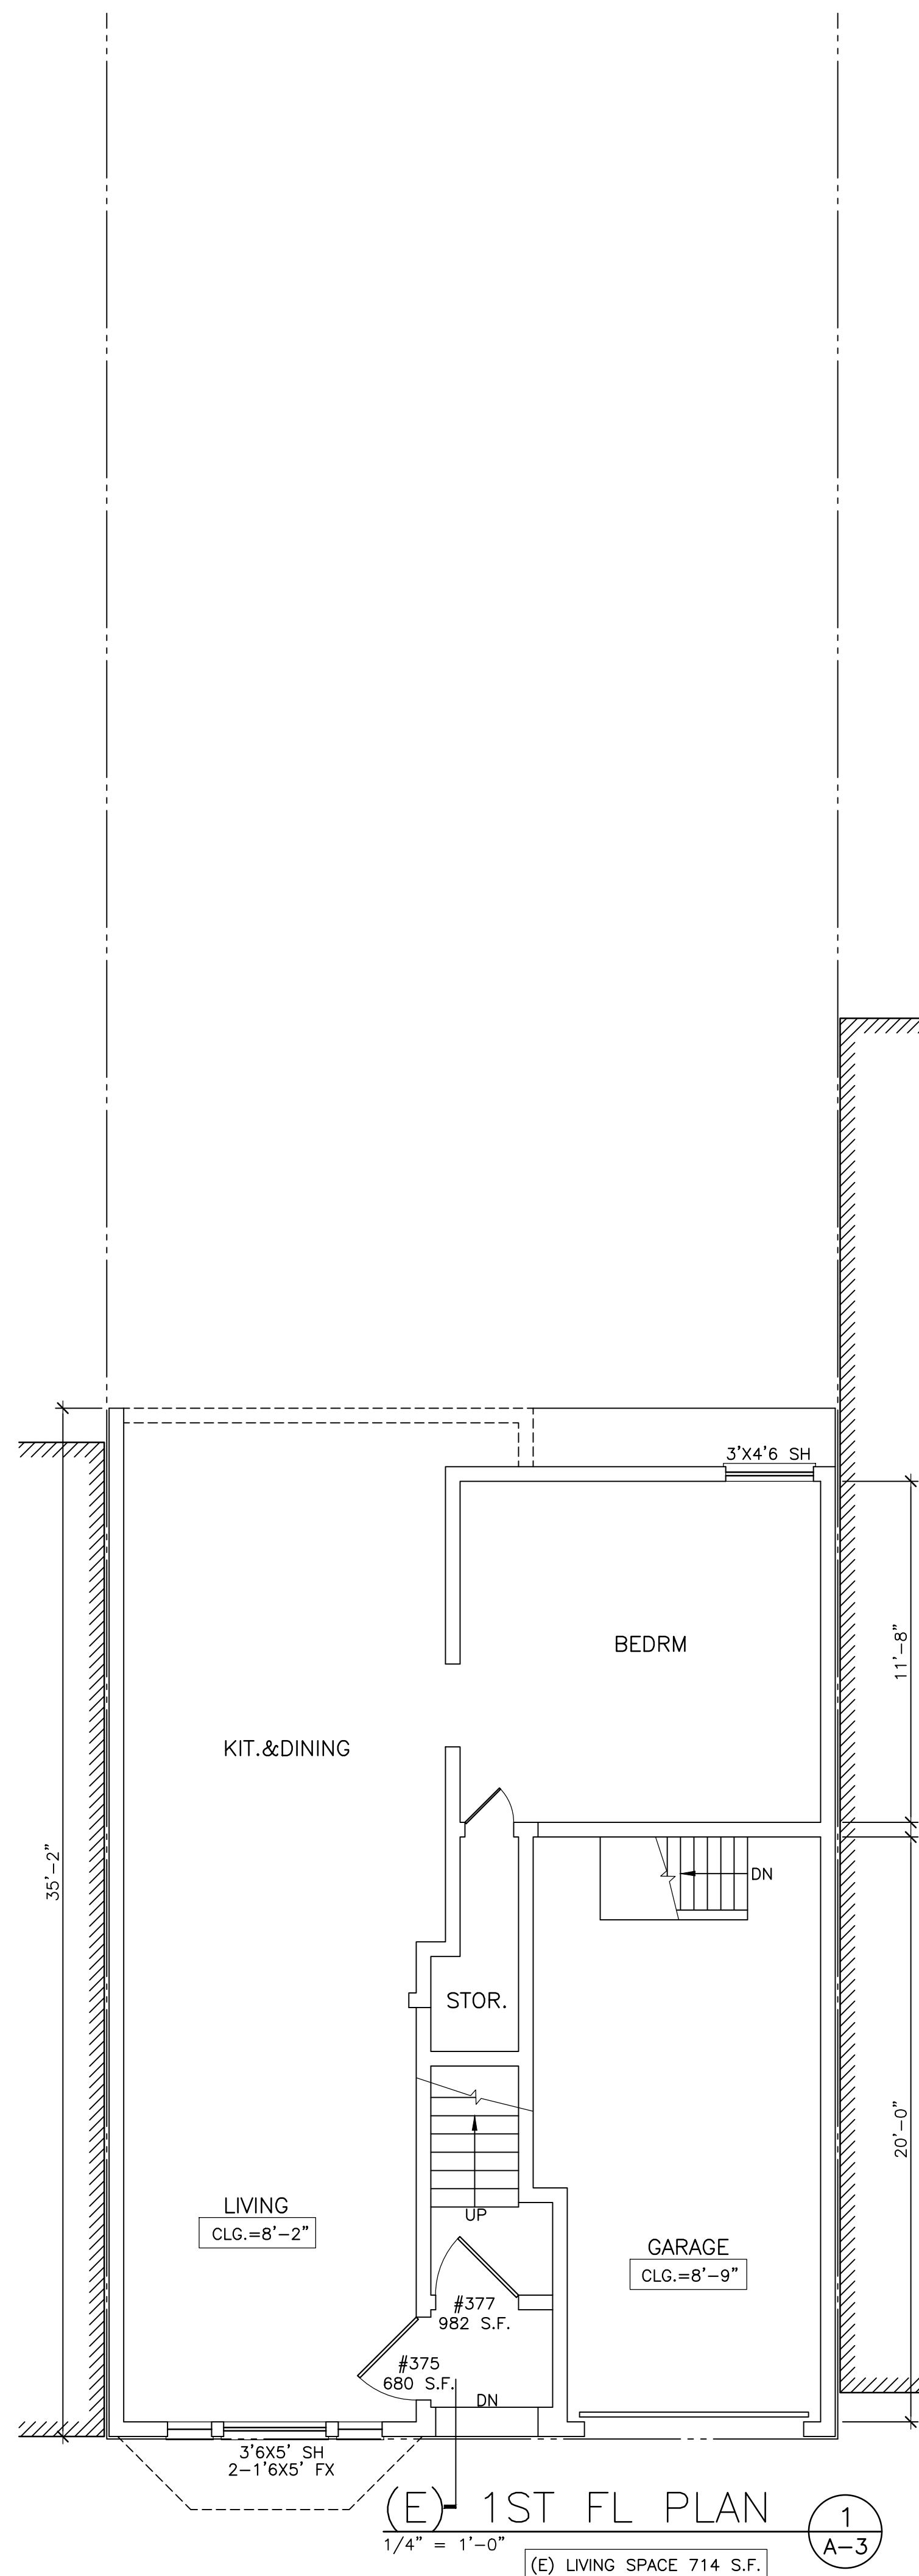 3'X4'6 SH
BEDRM
11'-8"
KIT.&DINING
35'-2"
DN
STOR.
20'-0"
LIVING
CLG.=8'-2"
UP
GARAGE
CLG.=8'-9"
#377
982 S.F.
#375
680 S.F.
DN
3'6X5' SH
2-1'6X5' FX
(E) 1ST FL PLAN
1/4" = 1'-0"
1
A-3
(E) LIVING SPACE 714 S.F.